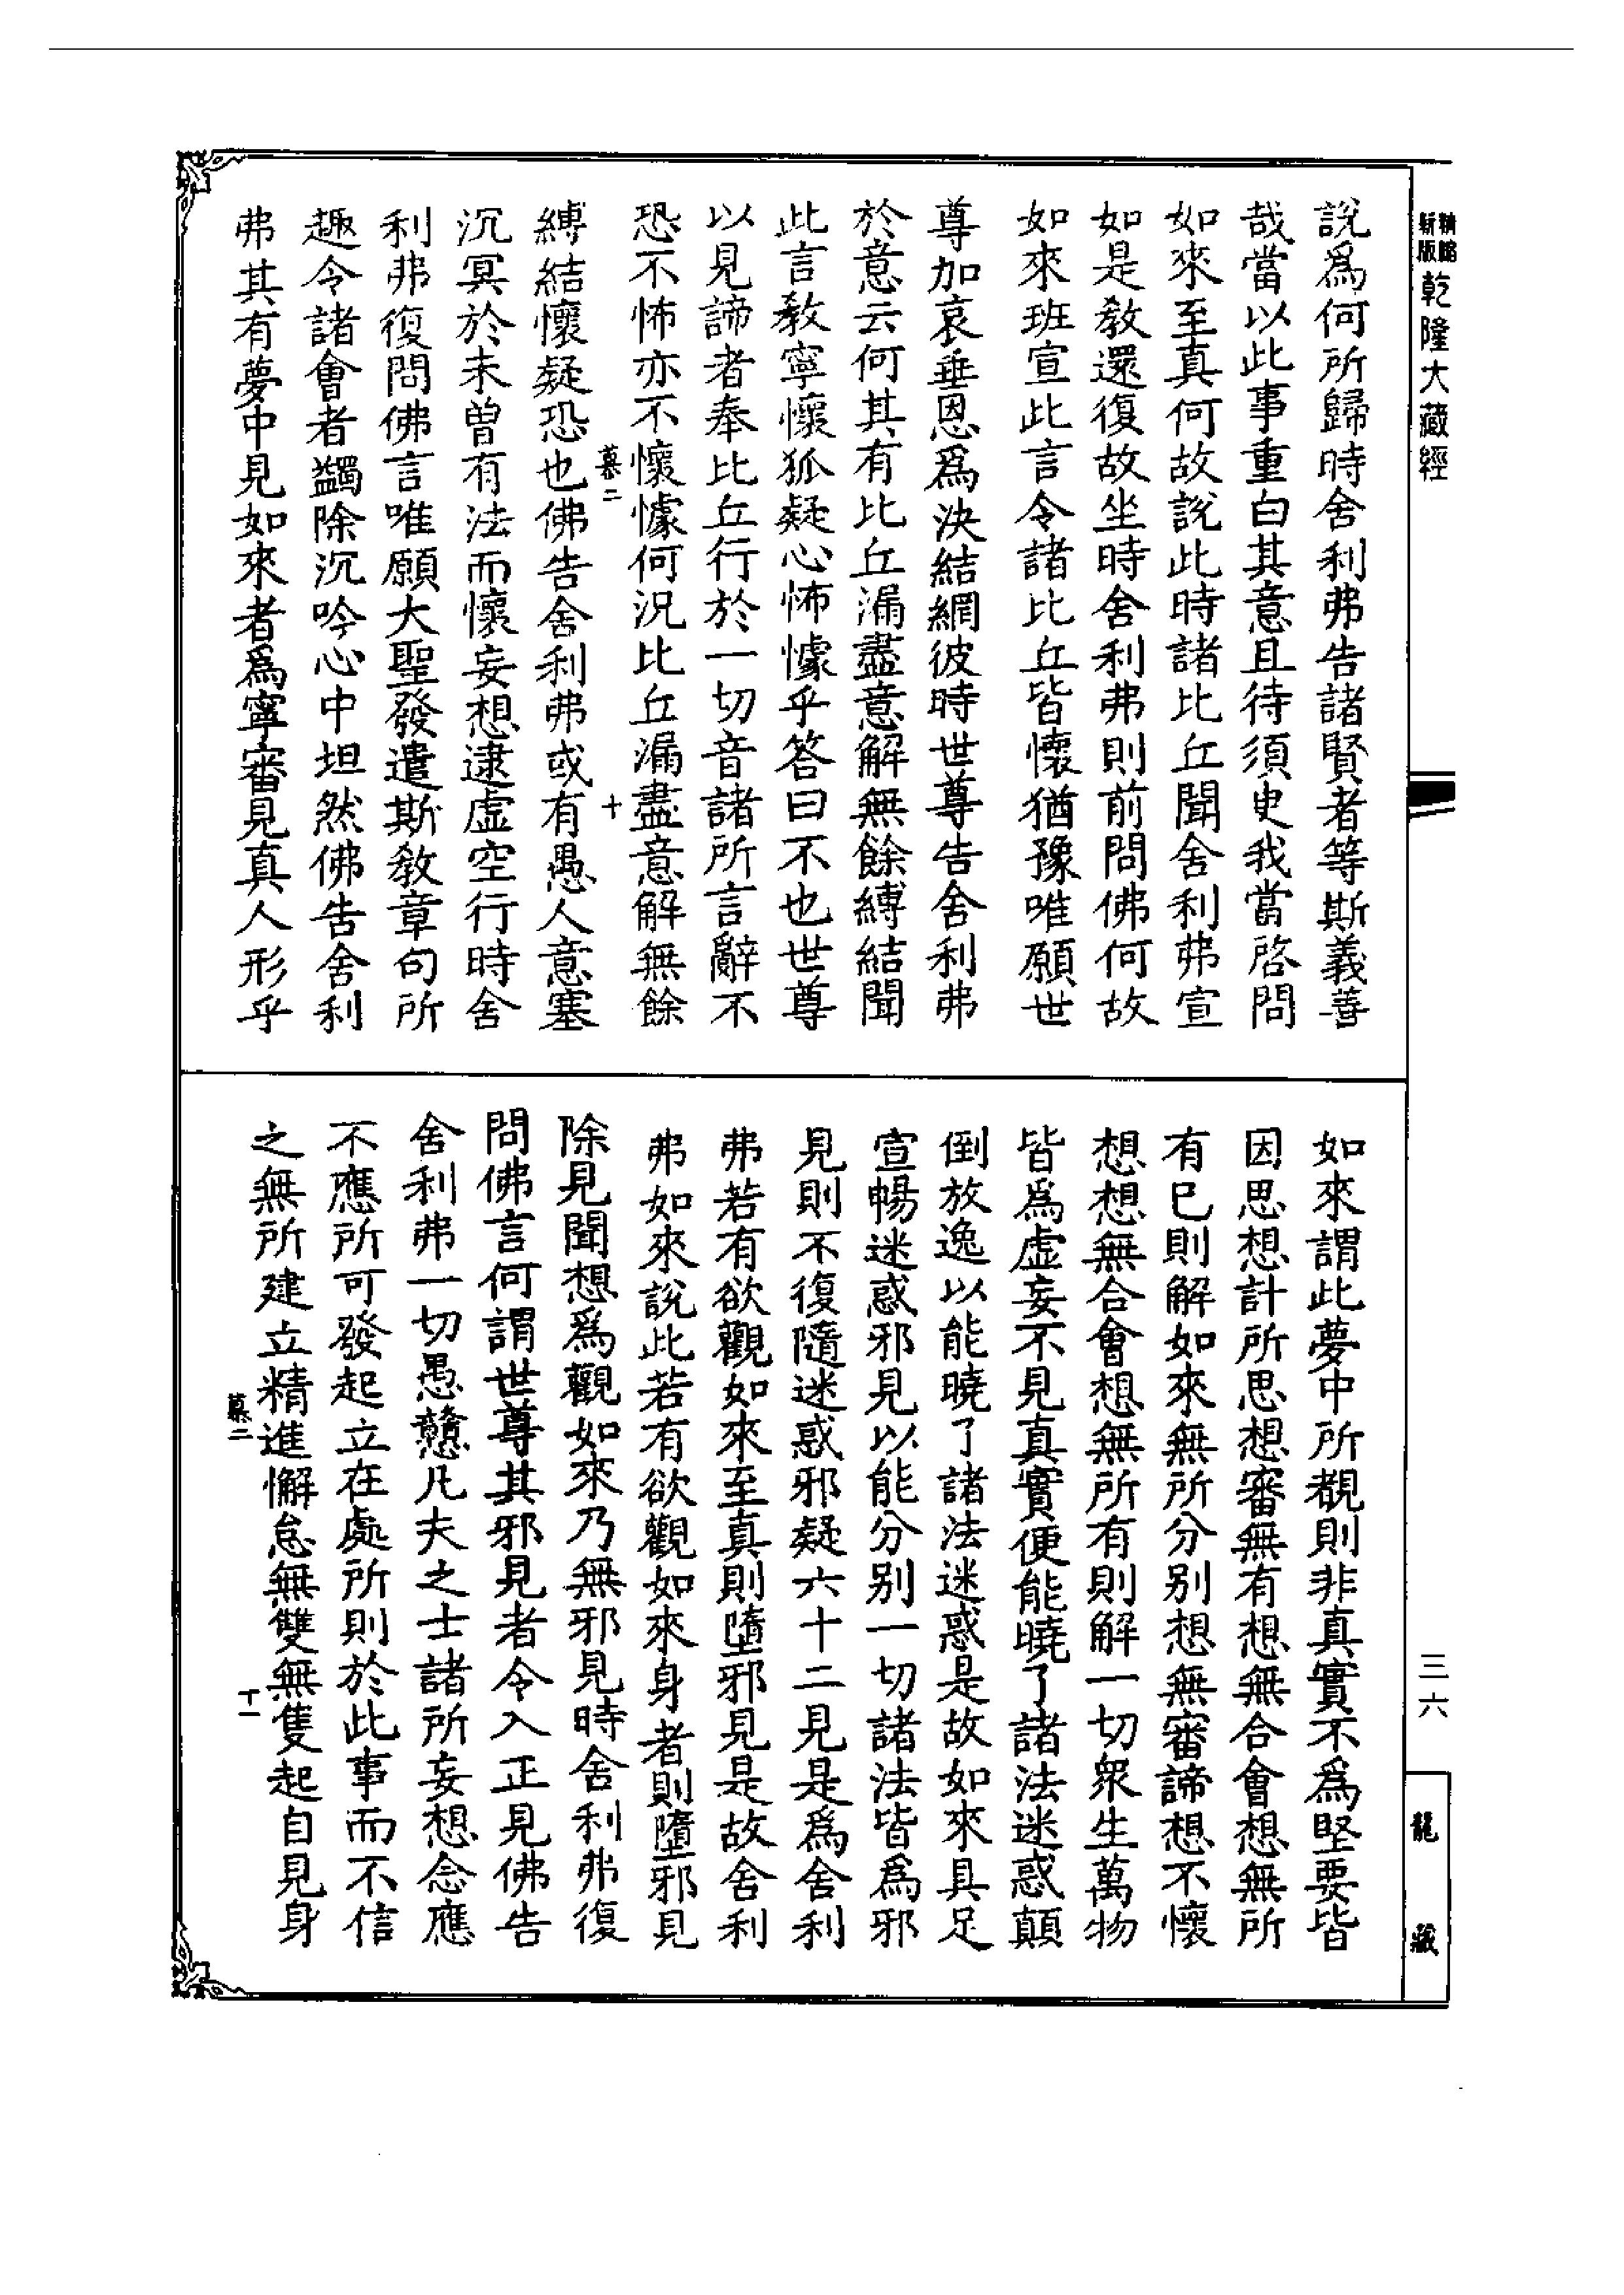 精縮
新版
乾隆大藏經
說爲何所歸時舍利弗告諸賢者等斯義善
哉當以此事重白其意且待須臾我當啓問
如來至真何故說此時諸比丘聞舍利弗宣
如是教還復故坐時舍利弗則前問佛何故
如來班宣此言令諸比丘皆懷猶豫唯願世
尊加哀垂恩爲決結網彼時世尊告舍利弗
於意云何其有比丘漏盡意解無餘縛結聞
此言教寧懷狐疑心怖懅乎答曰不也世尊
以見諦者奉比丘行於一切音諸所言辭不
恐不怖亦不懷懅何況比丘漏盡意解無餘
慕二
十
縛結懷疑恐也佛告舍利弗或有愚人意塞
沉冥於未曾有法而懷妄想逮虛空行時舍
利弗復問佛言唯願大聖發遣斯教章句所
趣令諸會者蠲除沉吟心中坦然佛告舍利
弗其有夢中見如來者爲寧審見真人形乎
如來謂此夢中所覩則非真實不爲堅要皆
因思想計所思想審無有想無合會想無所
有已則解如來無所分别想無審諦想不懷
想想無合會想無所有則解一切衆生萬物
皆爲虛妄不見真實便能曉了諸法迷惑顛
倒放逸以能曉了諸法迷惑是故如來具足
宣暢迷惑邪見以能分别一切諸法皆爲邪
見則不復隨迷惑邪疑六十二見是爲舍利
弗若有欲觀如來至真則墮邪見是故舍利
弗如來說此若有欲觀如來身者則墮邪見
除見聞想爲觀如來乃無邪見時舍利弗復
問佛言何謂世尊其邪見者令入正見佛告
舍利弗一切愚戇凡夫之士諸所妄想念應
不應所可發起立在處所則於此事而不信
之無所建立精進懈怠無雙無隻起自見身
慕二
十一
三六
龍藏